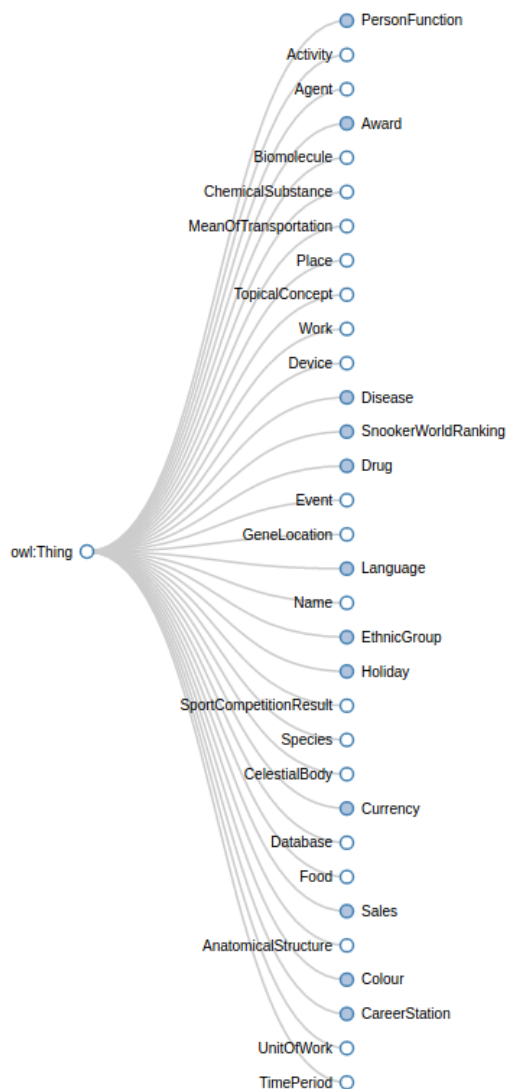 PersonFunction
Activity
Agent
Award
Biomolecule
ChemicalSubstance
MeanOfTransportation
Place
TopicalConcept
Work
Device
Disease
SnookerWorldRanking
Drug
Event
GeneLocation
owl:Thing
Language
Name
EthnicGroup
Holiday
SportCompetitionResult
Species
CelestialBody
Currency
Database
Food
Sales
AnatomicalStructure
Colour
CareerStation
UnitOfWork
TimePeriod